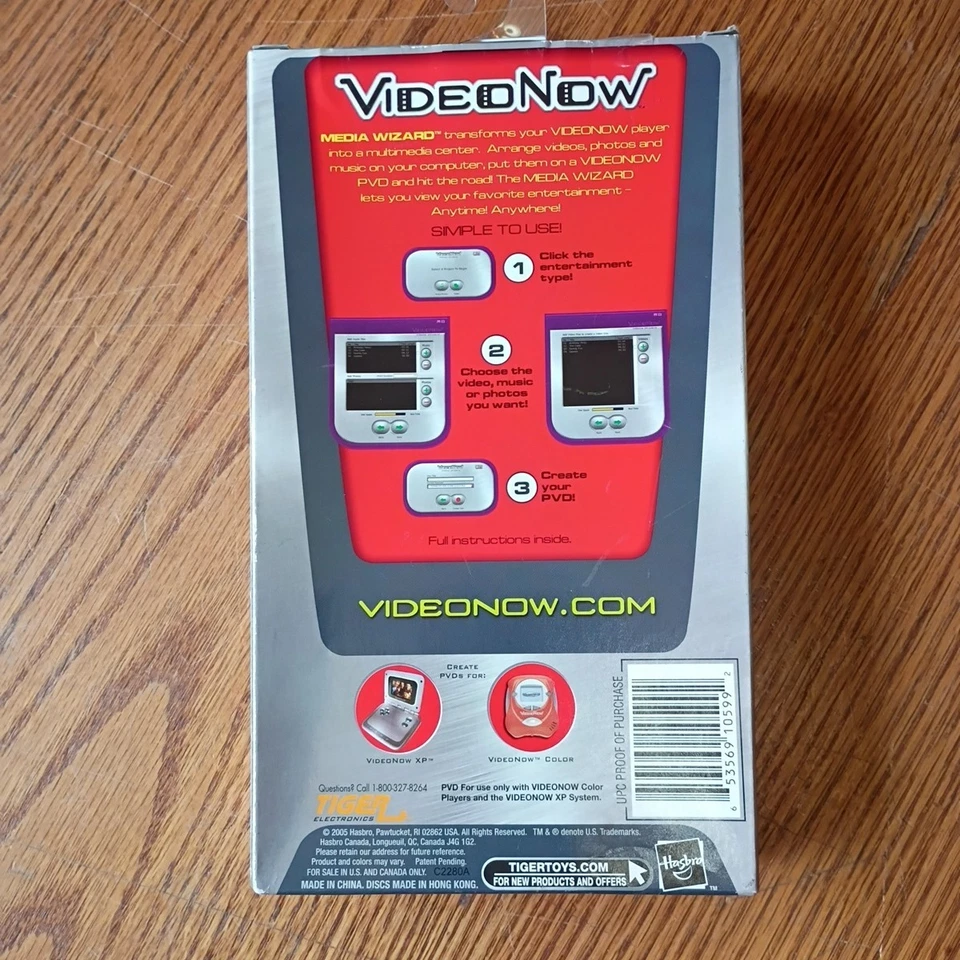 VIDEONOW™
MEDIA WIZARD™ transforms your VIDEONOW player
into a multimedia center. Arrange videos, photos and
music on your computer, put them on a VIDEONOW
PVD and hit the road! The MEDIA WIZARD
lets you view your favorite entertainment –
Anytime! Anywhere!
SIMPLE TO USE!
1
Click the
entertainment
type!
2
Choose the
video, music
or photos
you want!
3
Create
your
PVD!
Full instructions inside.
VIDEONOW.COM
CREATE
PVDS FOR:
VIDEONOW XP™
VIDEONOW™ COLOR
UPC PROOF OF PURCHASE
6 53569 10599 2
Questions? Call 1-800-327-8264
PVD For use only with VIDEONOW Color
Players and the VIDEONOW XP System.
TIGER
ELECTRONICS
© 2005 Hasbro, Pawtucket, RI 02862 USA. All Rights Reserved. TM & ® denote U.S. Trademarks.
Hasbro Canada, Longueuil, QC, Canada J4G 1G2.
Please retain our address for future reference.
Product and colors may vary. Patent Pending.
FOR SALE IN U.S. AND CANADA ONLY. C2280A
MADE IN CHINA. DISCS MADE IN HONG KONG.
TIGERTOYS.COM
FOR NEW PRODUCTS AND OFFERS
Hasbro
™